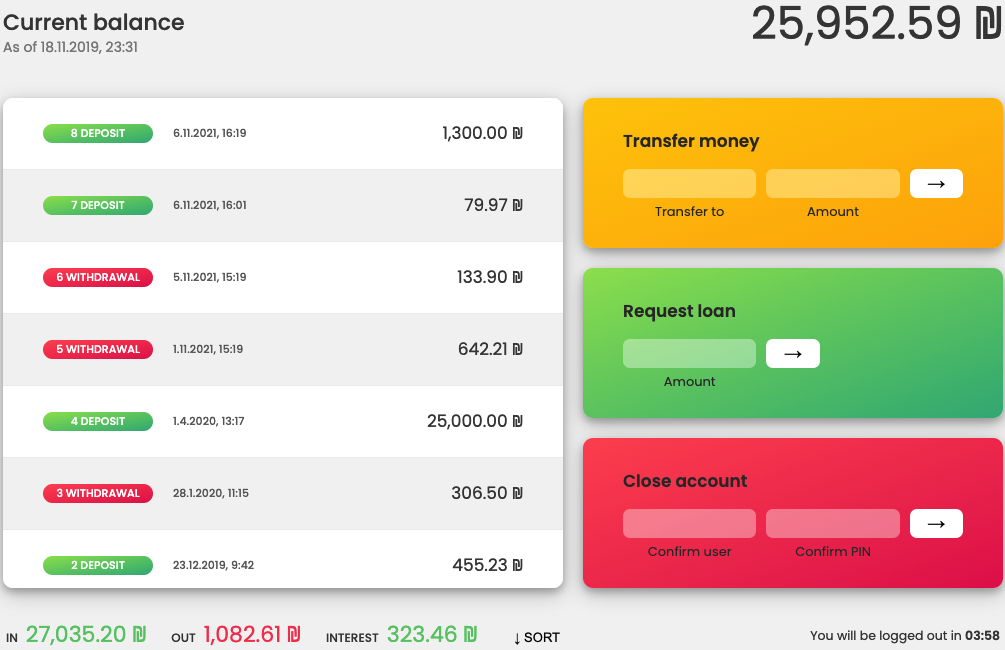 Current balance
25,952.59 ₪
As of 18.11.2019, 23:31
8 DEPOSIT 6.11.2021, 16:19 1,300.00 ₪
7 DEPOSIT 6.11.2021, 16:01 79.97 ₪
6 WITHDRAWAL 5.11.2021, 15:19 133.90 ₪
5 WITHDRAWAL 1.11.2021, 15:19 642.21 ₪
4 DEPOSIT 1.4.2020, 13:17 25,000.00 ₪
3 WITHDRAWAL 28.1.2020, 11:15 306.50 ₪
2 DEPOSIT 23.12.2019, 9:42 455.23 ₪
Transfer money
→
Transfer to Amount
Request loan
→
Amount
Close account
→
Confirm user Confirm PIN
IN 27,035.20 ₪ OUT 1,082.61 ₪ INTEREST 323.46 ₪ ↓ SORT
You will be logged out in 03:58